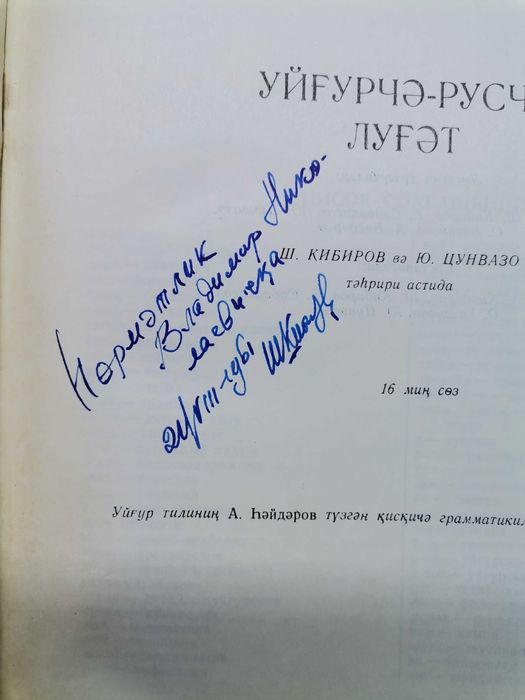 УЙҒУРЧӘ-РУСЧ
ЛУҒӘТ
Һөрмәтлик
Владимир Нико-
лаевичқа
Ш. КИБИРОВ вә Ю. ЦУНВАЗО
тәһрири астида
16 миң сөз
Уйғур тилиниң А. Һәйдәров түзгән қисқичә грамматикил